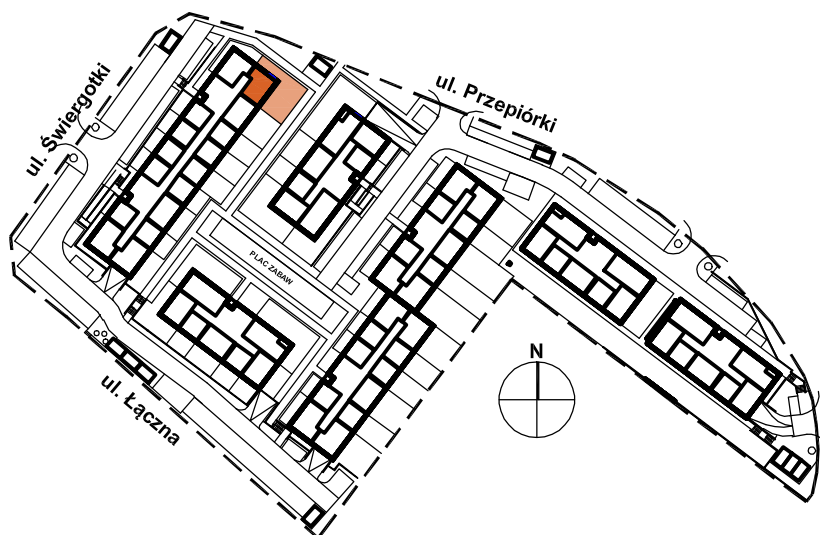 ul. Świergotki
ul. Przepiórki
PLAC ZABAW
N
ul. Łączna